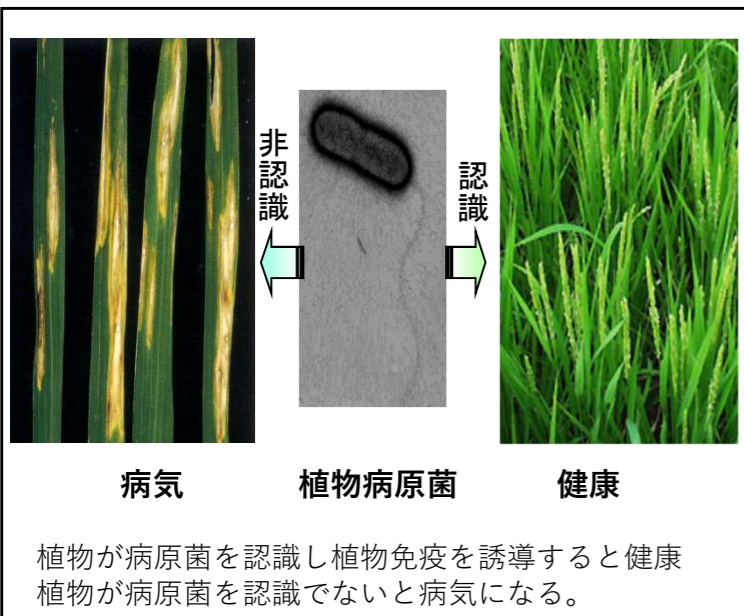 非認識
認識
病気
植物病原菌
健康
植物が病原菌を認識し植物免疫を誘導すると健康
植物が病原菌を認識でないと病気になる。